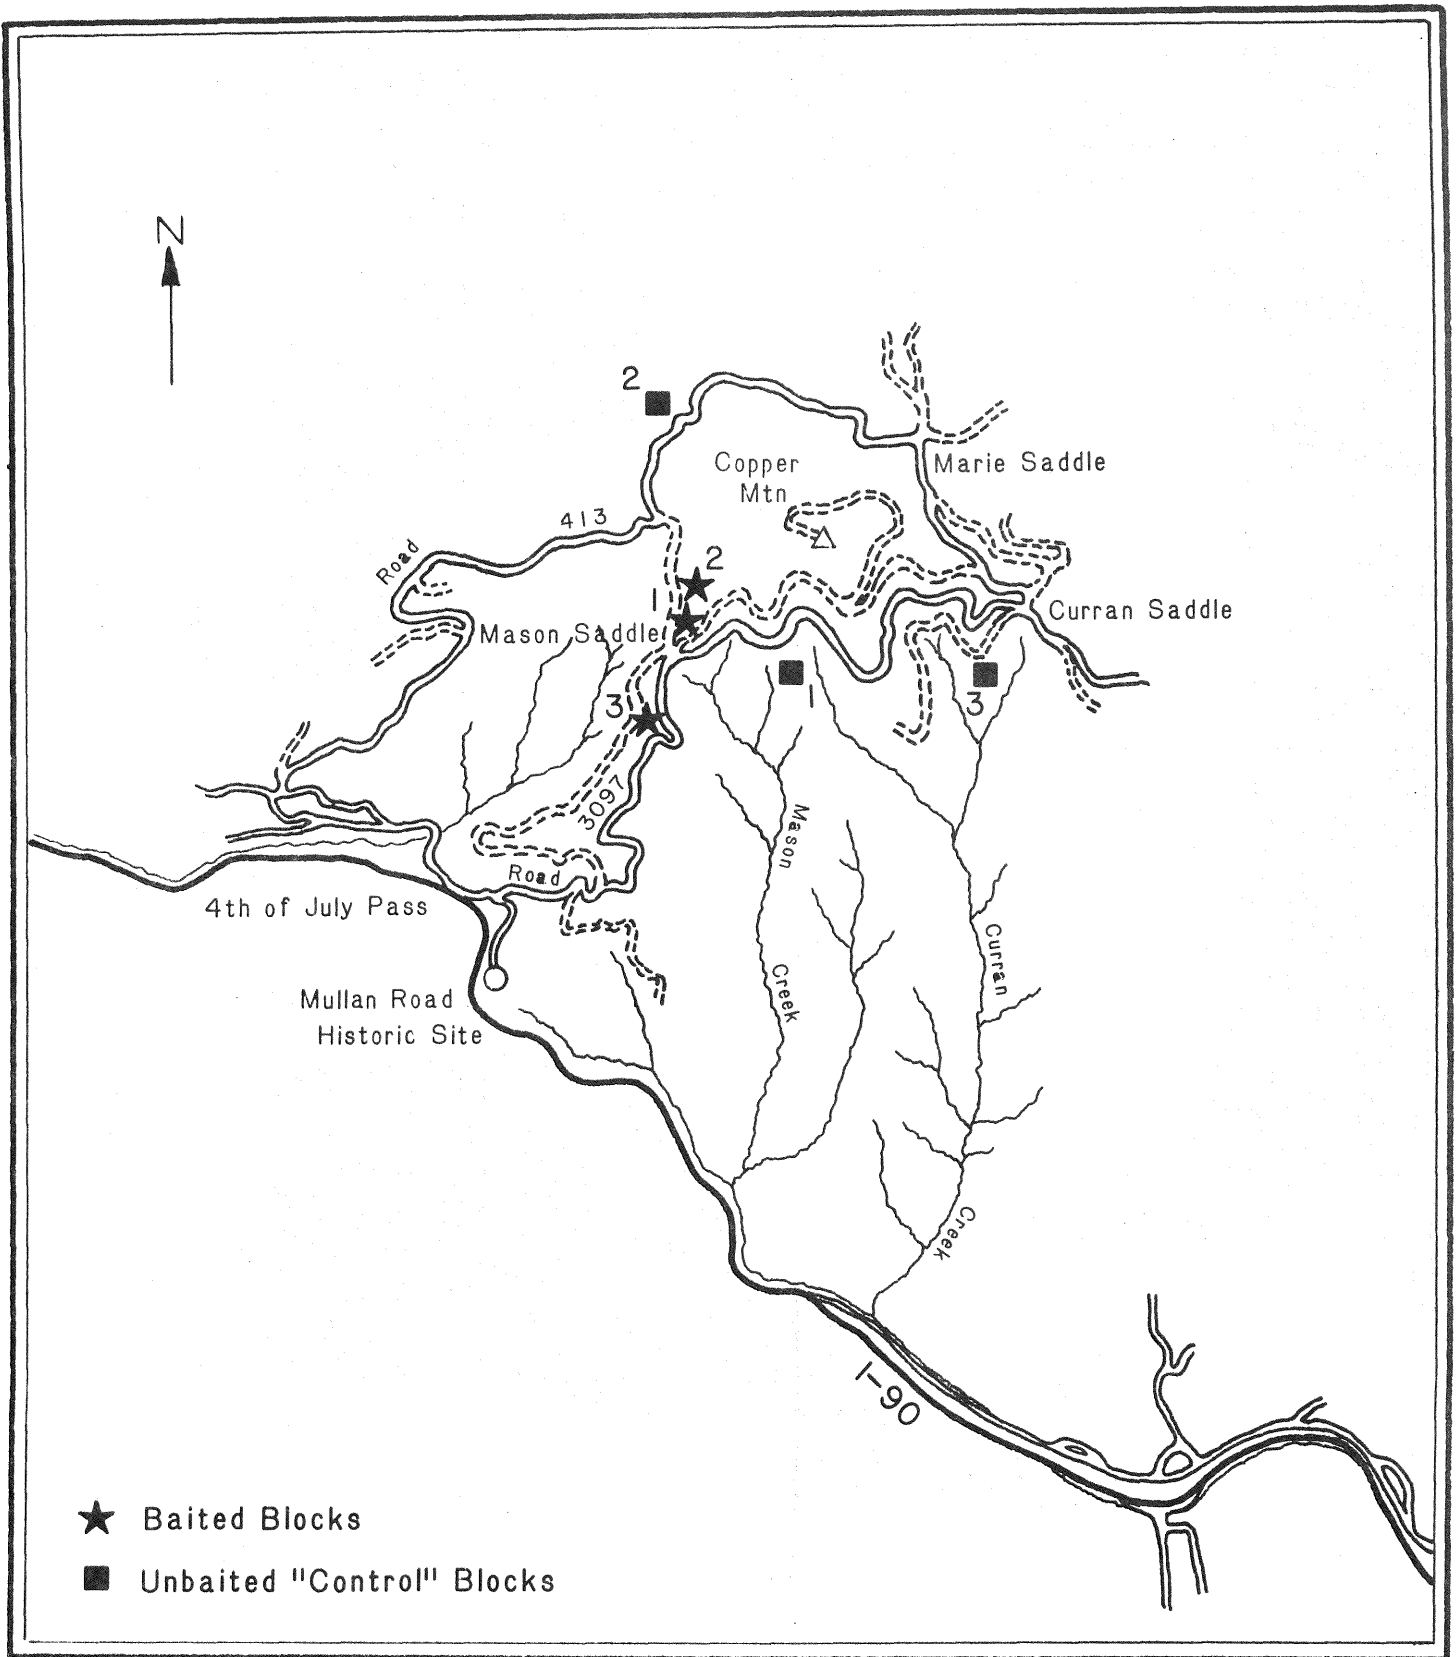 N
2
Copper
Mtn
Marie Saddle
413
Road
2
1
Mason Saddle
Curran Saddle
3
1
3
3097
Road
Mason
4th of July Pass
Curran
Creek
Mullan Road
Historic Site
Creek
I-90
Baited Blocks
Unbaited "Control" Blocks